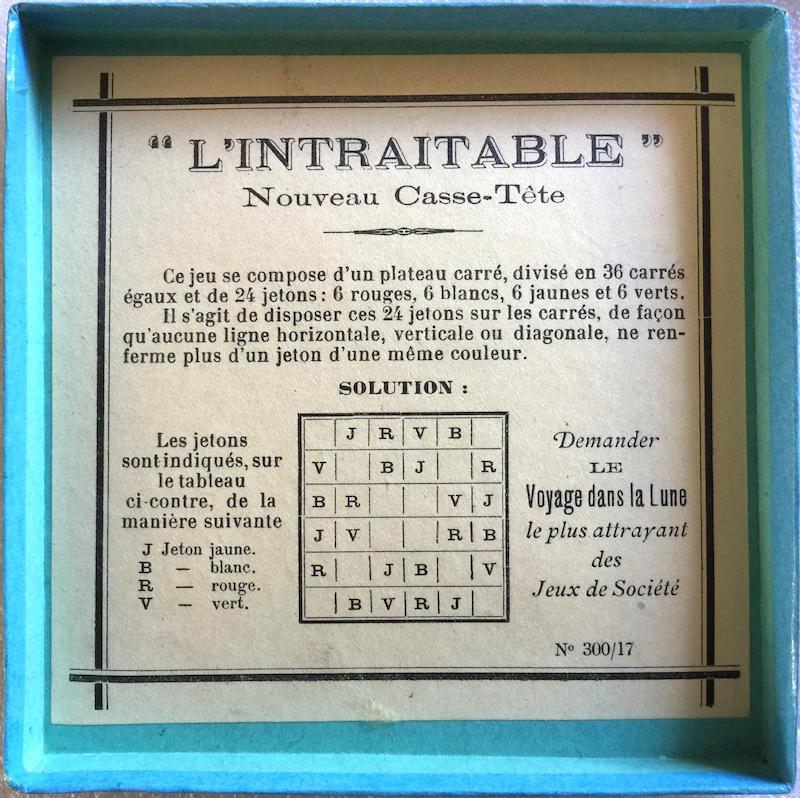 “ L'INTRAITABLE ”
Nouveau Casse-Tête
Ce jeu se compose d'un plateau carré, divisé en 36 carrés
égaux et de 24 jetons : 6 rouges, 6 blancs, 6 jaunes et 6 verts.
Il s'agit de disposer ces 24 jetons sur les carrés, de façon
qu'aucune ligne horizontale, verticale ou diagonale, ne ren-
ferme plus d'un jeton d'une même couleur.
SOLUTION :
Les jetons
sont indiqués, sur
le tableau
ci-contre, de la
manière suivante
J Jeton jaune.
B — blanc.
R — rouge.
V — vert.
J R V B
V B J R
B R V J
J V R B
R J B V
B V R J
Demander
LE
Voyage dans la Lune
le plus attrayant
des
Jeux de Société
Nº 300/17